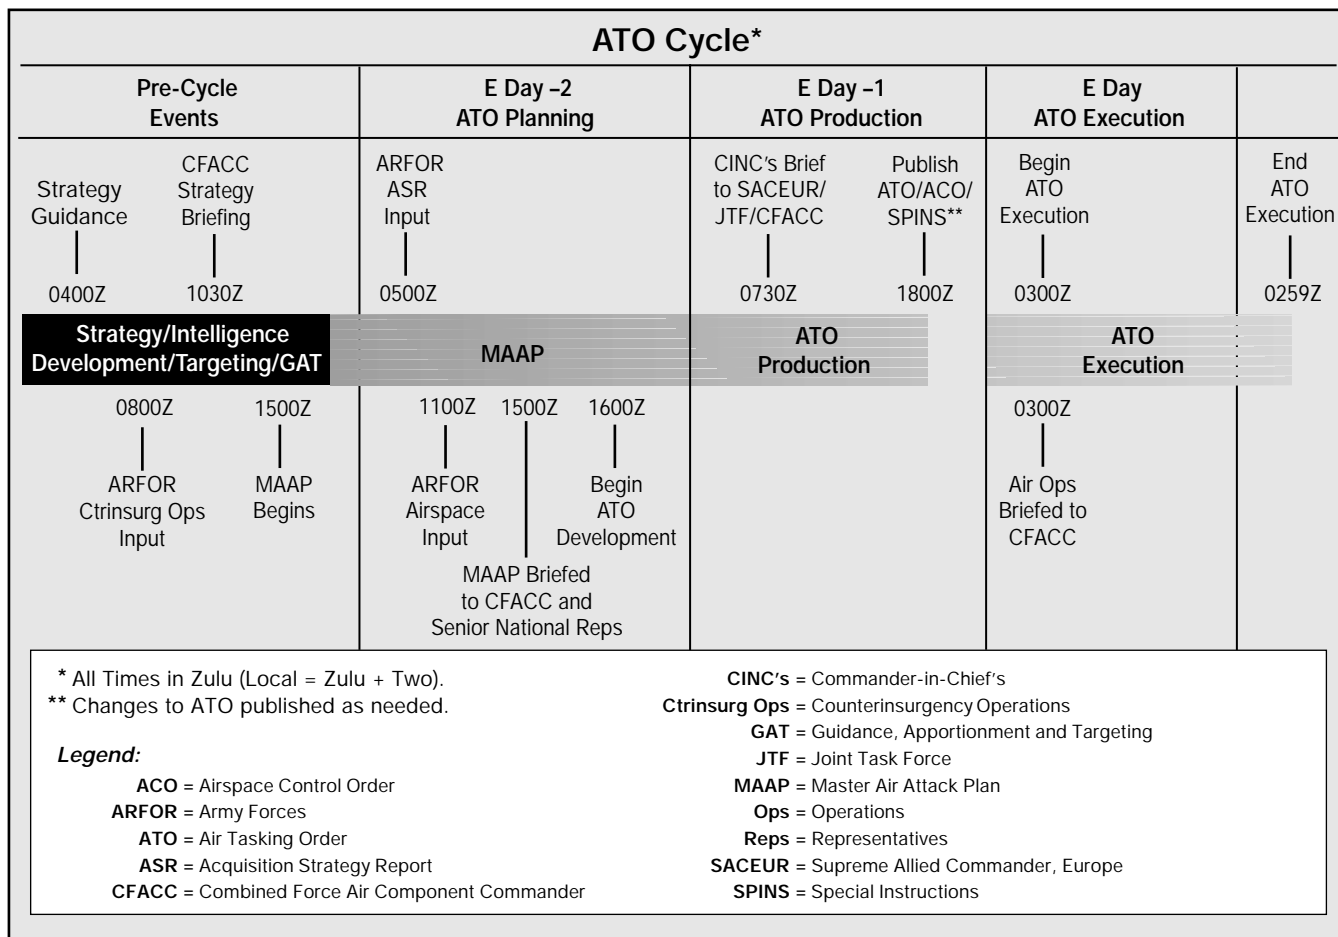 ATO Cycle*
Pre-Cycle
Events
E Day –2
ATO Planning
E Day –1
ATO Production
E Day
ATO Execution
Strategy
Guidance
0400Z
CFACC
Strategy
Briefing
1030Z
ARFOR
ASR
Input
0500Z
CINC's Brief
to SACEUR/
JTF/CFACC
0730Z
Publish
ATO/ACO/
SPINS**
1800Z
Begin
ATO
Execution
0300Z
End
ATO
Execution
0259Z
Strategy/Intelligence
Development/Targeting/GAT
MAAP
ATO
Production
ATO
Execution
0800Z
ARFOR
Ctrinsurg Ops
Input
1500Z
MAAP
Begins
1100Z
ARFOR
Airspace
Input
1500Z
MAAP Briefed
to CFACC and
Senior National Reps
1600Z
Begin
ATO
Development
0300Z
Air Ops
Briefed to
CFACC
* All Times in Zulu (Local = Zulu + Two).
** Changes to ATO published as needed.
Legend:
ACO = Airspace Control Order
ARFOR = Army Forces
ATO = Air Tasking Order
ASR = Acquisition Strategy Report
CFACC = Combined Force Air Component Commander
CINC's = Commander-in-Chief's
Ctrinsurg Ops = Counterinsurgency Operations
GAT = Guidance, Apportionment and Targeting
JTF = Joint Task Force
MAAP = Master Air Attack Plan
Ops = Operations
Reps = Representatives
SACEUR = Supreme Allied Commander, Europe
SPINS = Special Instructions